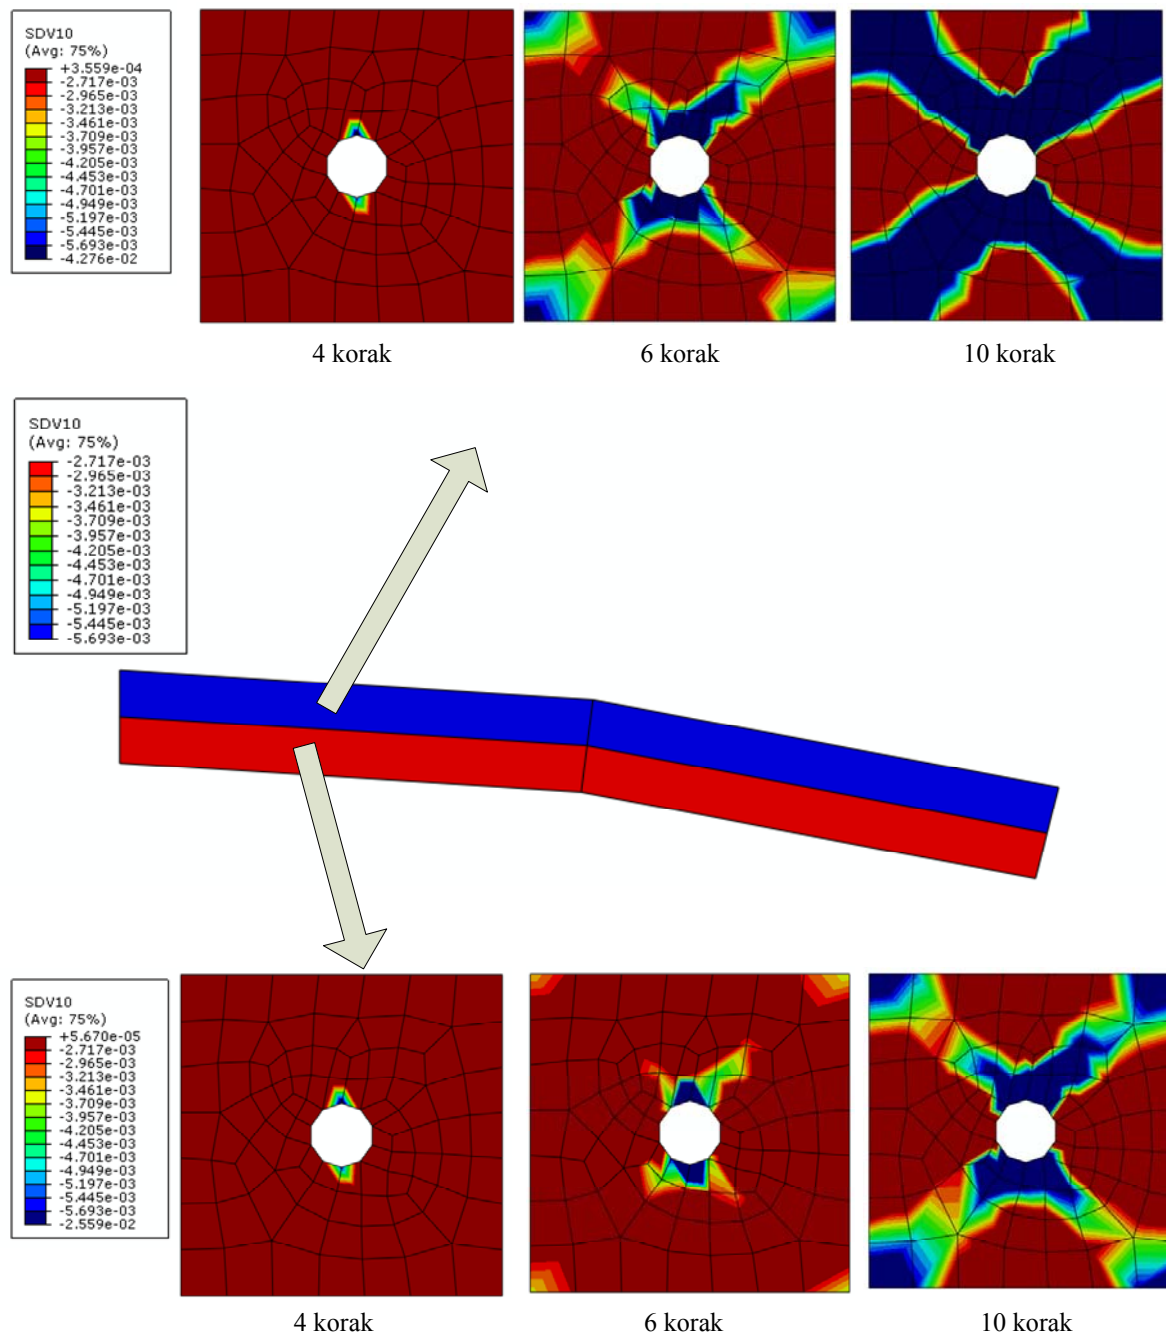 SDV10
(Avg: 75%)
+3.559e-04
-2.717e-03
-2.965e-03
-3.213e-03
-3.461e-03
-3.709e-03
-3.957e-03
-4.205e-03
-4.453e-03
-4.701e-03
-4.949e-03
-5.197e-03
-5.445e-03
-5.693e-03
-4.276e-02
4 korak
6 korak
10 korak
SDV10
(Avg: 75%)
-2.717e-03
-2.965e-03
-3.213e-03
-3.461e-03
-3.709e-03
-3.957e-03
-4.205e-03
-4.453e-03
-4.701e-03
-4.949e-03
-5.197e-03
-5.445e-03
-5.693e-03
SDV10
(Avg: 75%)
+5.670e-05
-2.717e-03
-2.965e-03
-3.213e-03
-3.461e-03
-3.709e-03
-3.957e-03
-4.205e-03
-4.453e-03
-4.701e-03
-4.949e-03
-5.197e-03
-5.445e-03
-5.693e-03
-2.559e-02
4 korak
6 korak
10 korak